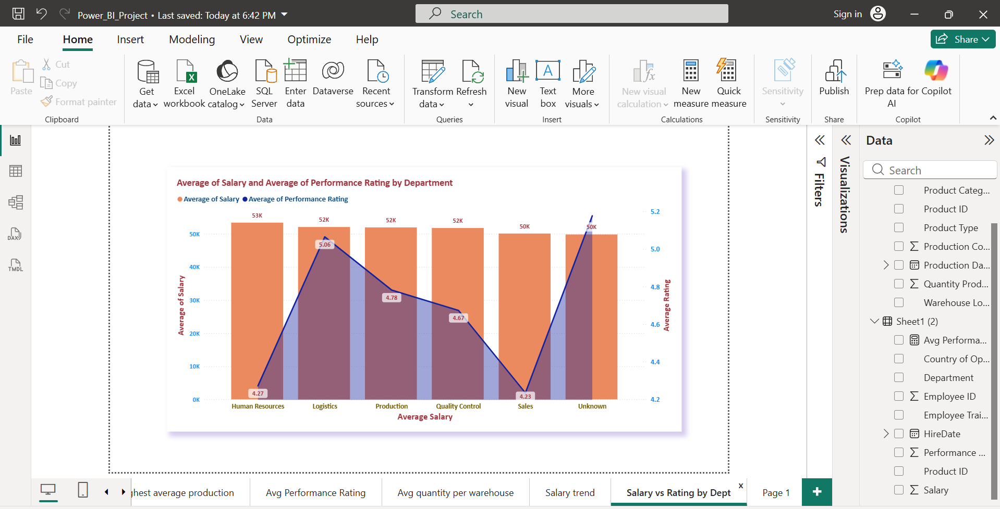 Power_BI_Project • Last saved: Today at 6:42 PM
Search
Sign in
File
Home
Insert
Modeling
View
Optimize
Help
Share
Paste
Cut
Copy
Format painter
Clipboard
Get data
Excel workbook
OneLake catalog
SQL Server
Enter data
Dataverse
Recent sources
Data
Transform data
Refresh
Queries
New visual
Text box
More visuals
Insert
New visual calculation
New measure
Quick measure
Calculations
Sensitivity
Sensitivity
Publish
Share
Prep data for AI
Copilot
Copilot
DAX
TMDL
Average of Salary and Average of Performance Rating by Department
Average of Salary
Average of Performance Rating
53K
52K
52K
52K
50K
50K
50K
40K
30K
20K
10K
0K
Average of Salary
5.06
4.78
4.67
4.27
4.23
5.2
5.0
4.8
4.6
4.4
4.2
Average Rating
Human Resources
Logistics
Production
Quality Control
Sales
Unknown
Average Salary
Filters
Visualizations
Data
Search
Product Categ...
Product ID
Product Type
Production Co...
Production Da...
Quantity Prod...
Warehouse Lo...
Sheet1 (2)
Avg Performa...
Country of Op...
Department
Employee ID
Employee Trai...
HireDate
Performance ...
Product ID
Salary
ghest average production
Avg Performance Rating
Avg quantity per warehouse
Salary trend
Salary vs Rating by Dept
x
Page 1
+